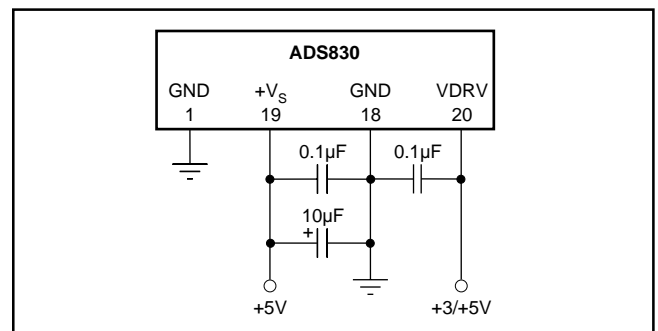 ADS830
GND +VS GND VDRV
1 19 18 20
0.1µF 0.1µF
10µF
+
+5V +3/+5V